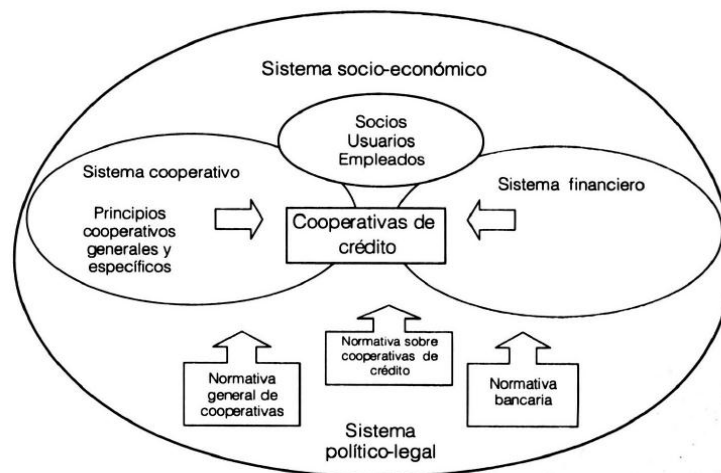 Sistema socio-económico
Socios
Usuarios
Empleados
Sistema cooperativo
Principios
cooperativos
generales y
específicos
Cooperativas de
crédito
Sistema financiero
Normativa
general de
cooperativas
Normativa sobre
cooperativas de
crédito
Normativa
bancaria
Sistema
político-legal